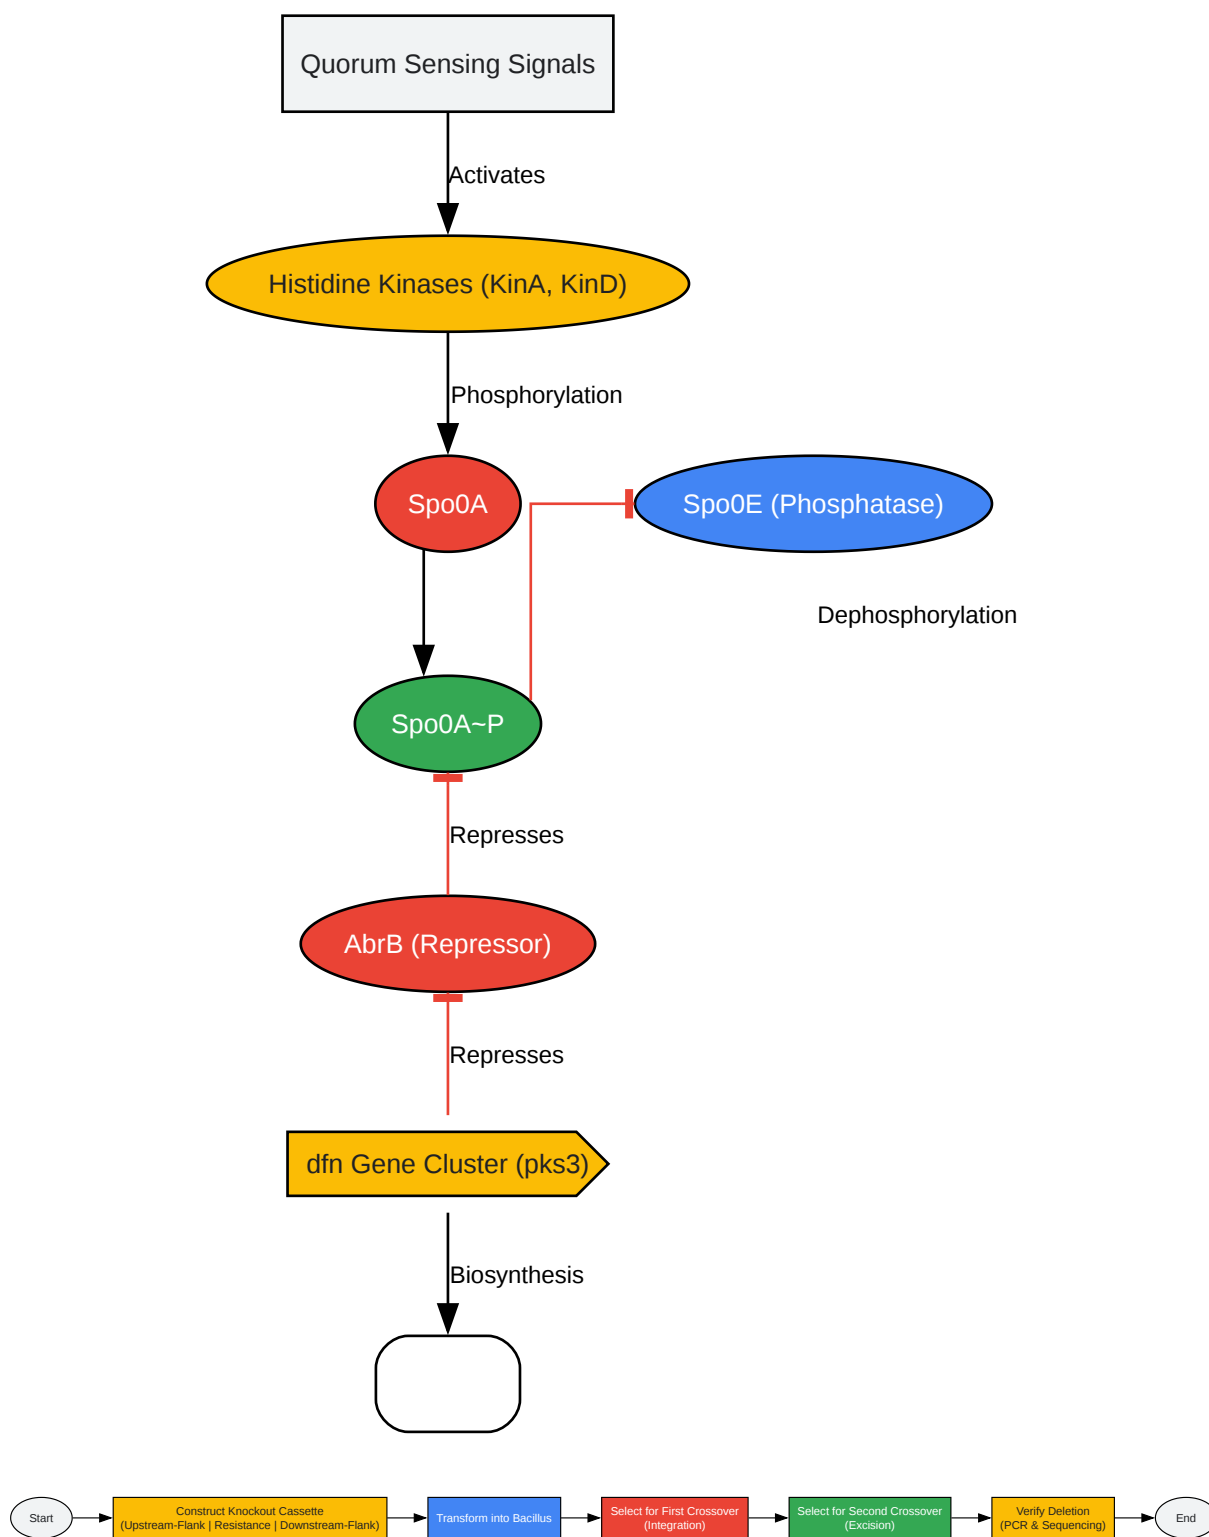 Quorum Sensing Signals
Activates
Histidine Kinases (KinA, KinD)
Phosphorylation
Spo0A
Spo0E (Phosphatase)
Dephosphorylation
Spo0A~P
Represses
AbrB (Repressor)
Represses
dfn Gene Cluster (pks3)
Biosynthesis
Start
Construct Knockout Cassette
(Upstream-Flank | Resistance | Downstream-Flank)
Transform into Bacillus
Select for First Crossover
(Integration)
Select for Second Crossover
(Excision)
Verify Deletion
(PCR & Sequencing)
End